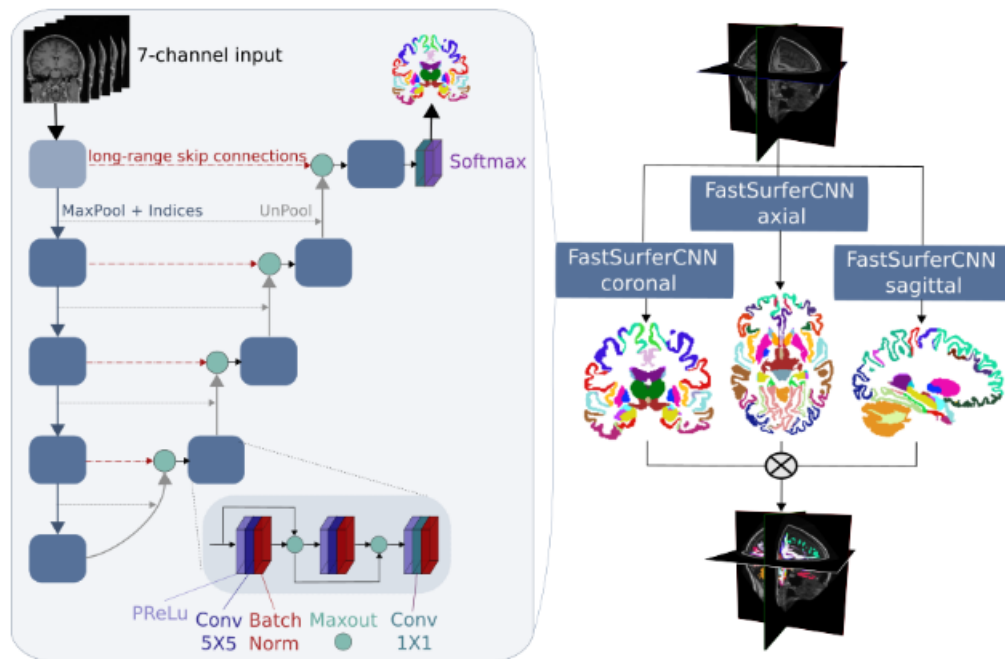 7-channel input
long-range skip connections
Softmax
MaxPool + Indices
UnPool
PReLu
Conv
5X5
Batch
Norm
Maxout
Conv
1X1
FastSurferCNN
axial
FastSurferCNN
coronal
FastSurferCNN
sagittal